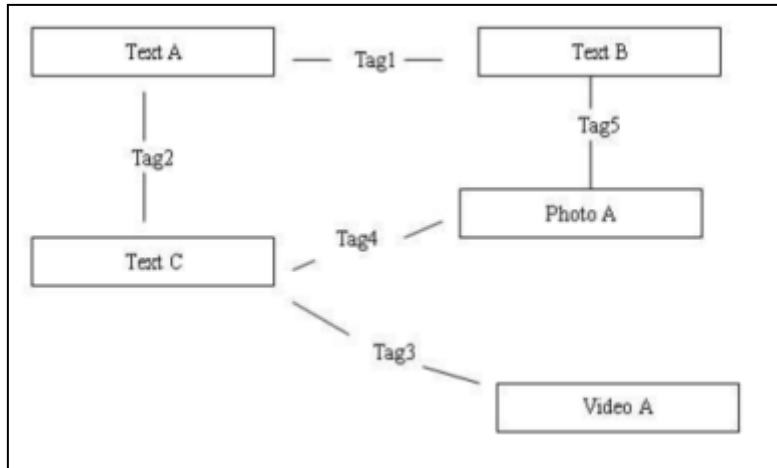 Text A
Tag1
Text B
Tag5
Tag2
Photo A
Tag4
Text C
Tag3
Video A